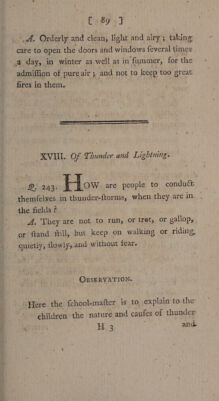 [ 89 ]
A. Orderly and clean, light and airy; taking
care to open the doors and windows ſeveral times
a day, in winter as well as in ſummer, for the
admiſſion of pure air; and not to keep too great
fires in them.
XVIII. Of Thunder and Lightning.
Q. 243. HOW are people to conduct
themſelves in thunder-ſtorms, when they are in
the fields?
A. They are not to run, or trot, or gallop,
or ſtand ſtill, but keep on walking or riding,
quietly, ſlowly, and without fear.
OBSERVATION.
Here the ſchool-maſter is to explain to the
children the nature and cauſes of thunder
H 3
and